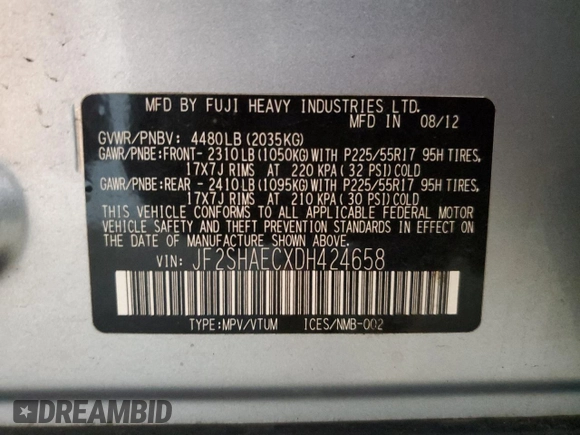 MFD BY FUJI HEAVY INDUSTRIES LTD.
MFD IN 08/12
GVWR/PNBV: 4480LB(2035KG)
GAWR/PNBE:FRONT- 2310LB(1050KG)WITH P225/55R17 95H TIRES,
17X7J RIMS AT 220 KPA( 32 PSI)COLD
GAWR/PNBE:REAR - 2410LB(1095KG)WITH P225/55R17 95H TIRES,
17X7J RIMS AT 210 KPA( 30 PSI)COLD
THIS VEHICLE CONFORMS TO ALL APPLICABLE FEDERAL MOTOR
VEHICLE SAFETY AND THEFT PREVENTION STANDARDS IN
EFFECT ON THE DATE OF MANUFACTURE SHOWN ABOVE.
VIN: JF2SHAECXDH424658
TYPE:MPV/VTUM ICES/NMB-002
DREAMBID